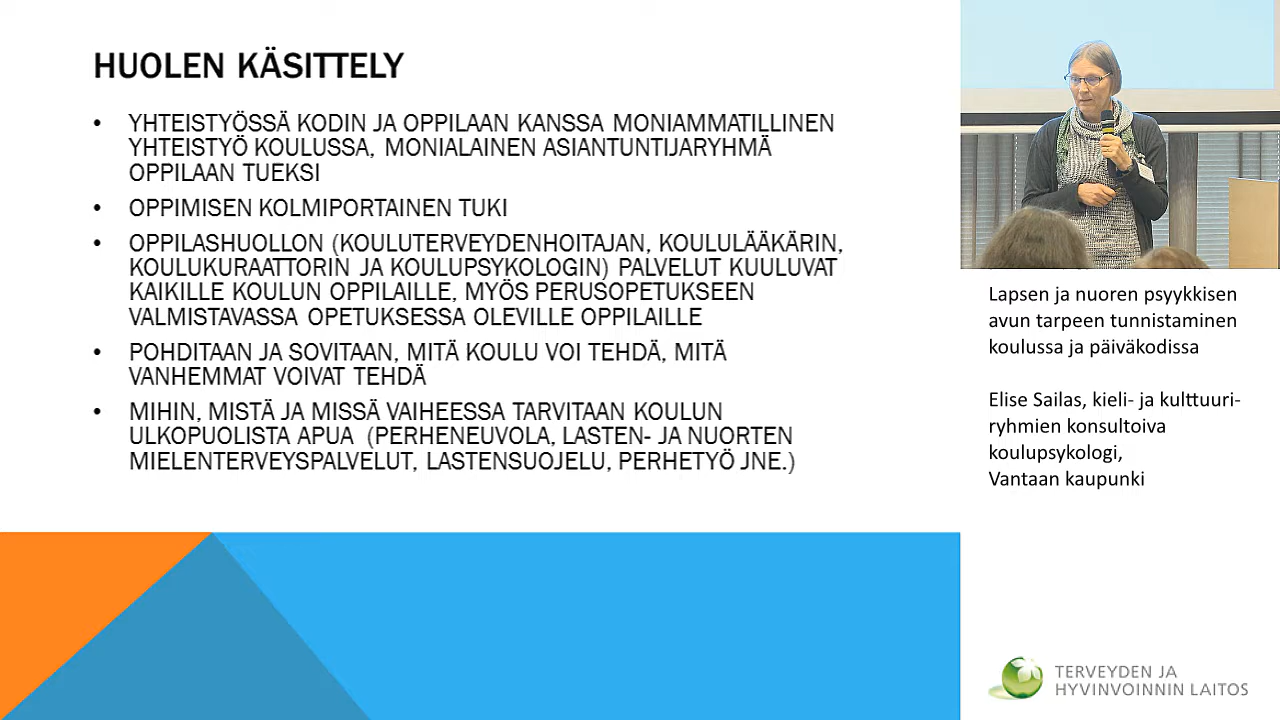 HUOLEN KÄSITTELY
• YHTEISTYÖSSÄ KODIN JA OPPILAAN KANSSA MONIAMMATILLINEN
YHTEISTYÖ KOULUSSA, MONIALAINEN ASIANTUNTIJARYHMÄ
OPPILAAN TUEKSI
• OPPIMISEN KOLMIPORTAINEN TUKI
• OPPILASHUOLLON (KOULUTERVEYDENHOITAJAN, KOULULÄÄKÄRIN,
KOULUKURAATTORIN JA KOULUPSYKOLOGIN) PALVELUT KUULUVAT
KAIKILLE KOULUN OPPILAILLE, MYÖS PERUSOPETUKSEEN
VALMISTAVASSA OPETUKSESSA OLEVILLE OPPILAILLE
• POHDITAAN JA SOVITAAN, MITÄ KOULU VOI TEHDÄ, MITÄ
VANHEMMAT VOIVAT TEHDÄ
• MIHIN, MISTÄ JA MISSÄ VAIHEESSA TARVITAAN KOULUN
ULKOPUOLISTA APUA (PERHENEUVOLA, LASTEN- JA NUORTEN
MIELENTERVEYSPALVELUT, LASTENSUOJELU, PERHETYÖ JNE.)
Lapsen ja nuoren psyykkisen
avun tarpeen tunnistaminen
koulussa ja päiväkodissa
Elise Sailas, kieli- ja kulttuuri-
ryhmien konsultoiva
koulupsykologi,
Vantaan kaupunki
TERVEYDEN JA
HYVINVOINNIN LAITOS